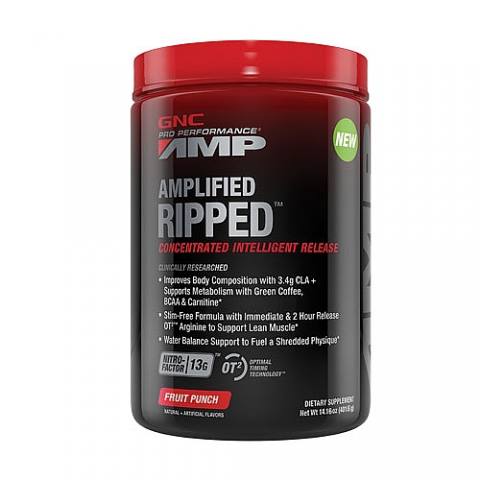 GNC
PRO PERFORMANCE®
AMP
NEW
AMPLIFIED
RIPPED™
CONCENTRATED INTELLIGENT RELEASE
CLINICALLY RESEARCHED
• Improves Body Composition with 3.4g CLA +
Supports Metabolism with Green Coffee,
BCAA & Carnitine*
• Stim-Free Formula with Immediate & 2 Hour Release
OT²™ Arginine to Support Lean Muscle*
• Water Balance Support to Fuel a Shredded Physique*
NITRO-
FACTOR 13G™
OT² OPTIMAL
TIMING
TECHNOLOGY™
FRUIT PUNCH
NATURAL + ARTIFICIAL FLAVORS
DIETARY SUPPLEMENT
Net Wt 14.16oz (401.6g)